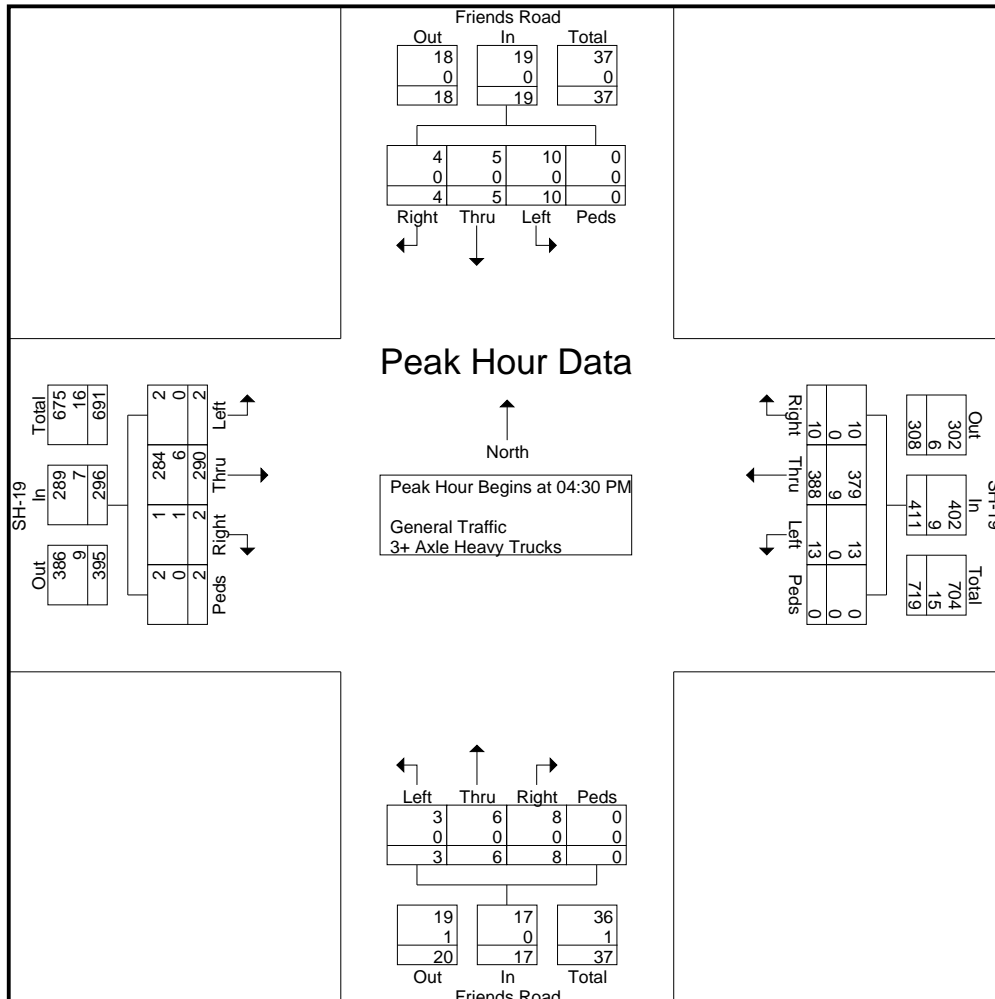 Friends Road
Out In Total
18 19 37
0 0 0
18 19 37
4 5 10 0
0 0 0 0
4 5 10 0
Right Thru Left Peds
Peak Hour Data
North
Peak Hour Begins at 04:30 PM
General Traffic
3+ Axle Heavy Trucks
SH-19
Out In Total
386 289 675
9 7 16
395 296 691
2 1 284 2
0 1 6 0
2 2 290 2
Peds Right Thru Left
SH-19
Out In Total
302 402 704
6 9 15
308 411 719
10 379 13 0
0 9 0 0
10 388 13 0
Right Thru Left Peds
Left Thru Right Peds
3 6 8 0
0 0 0 0
3 6 8 0
19 17 36
1 0 1
20 17 37
Out In Total
Friends Road